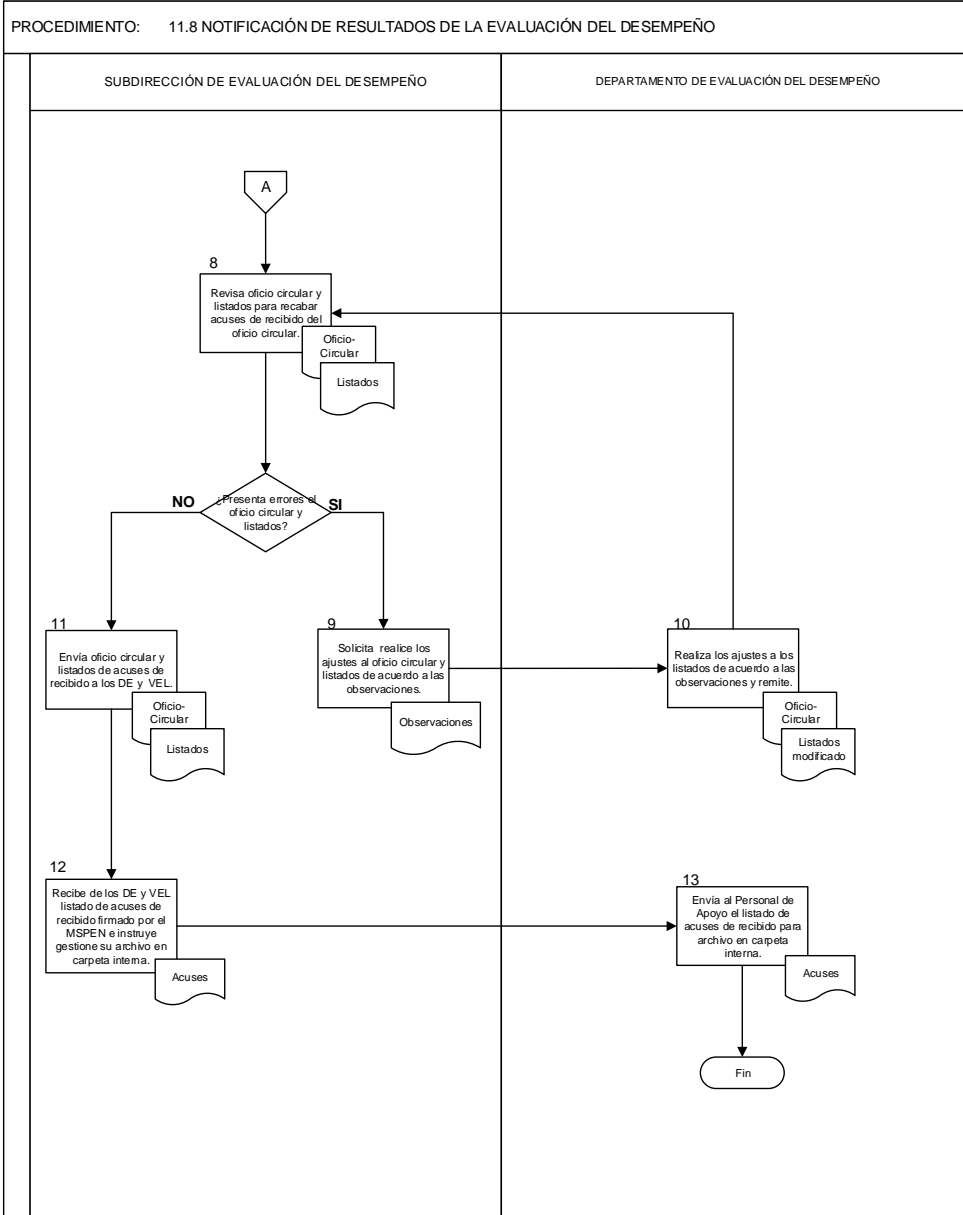 PROCEDIMIENTO: 11.8 NOTIFICACIÓN DE RESULTADOS DE LA EVALUACIÓN DEL DESEMPEÑO
SUBDIRECCIÓN DE EVALUACIÓN DEL DESEMPEÑO
DEPARTAMENTO DE EVALUACIÓN DEL DESEMPEÑO
A
8
Revisa oficio circular y
listados para recabar
acuses de recibido del
oficio circular.
Oficio-
Circular
Listados
¿Presenta errores el
oficio circular y
listados?
NO
SI
11
Envía oficio circular y
listados de acuses de
recibido a los DE y VEL.
Oficio-
Circular
Listados
9
Solicita realice los
ajustes al oficio circular y
listados de acuerdo a las
observaciones.
Observaciones
10
Realiza los ajustes a los
listados de acuerdo a las
observaciones y remite.
Oficio-
Circular
Listados
modificado
12
Recibe de los DE y VEL
listado de acuses de
recibido firmado por el
MSPEN e instruye
gestione su archivo en
carpeta interna.
Acuses
13
Envía al Personal de
Apoyo el listado de
acuses de recibido para
archivo en carpeta
interna.
Acuses
Fin